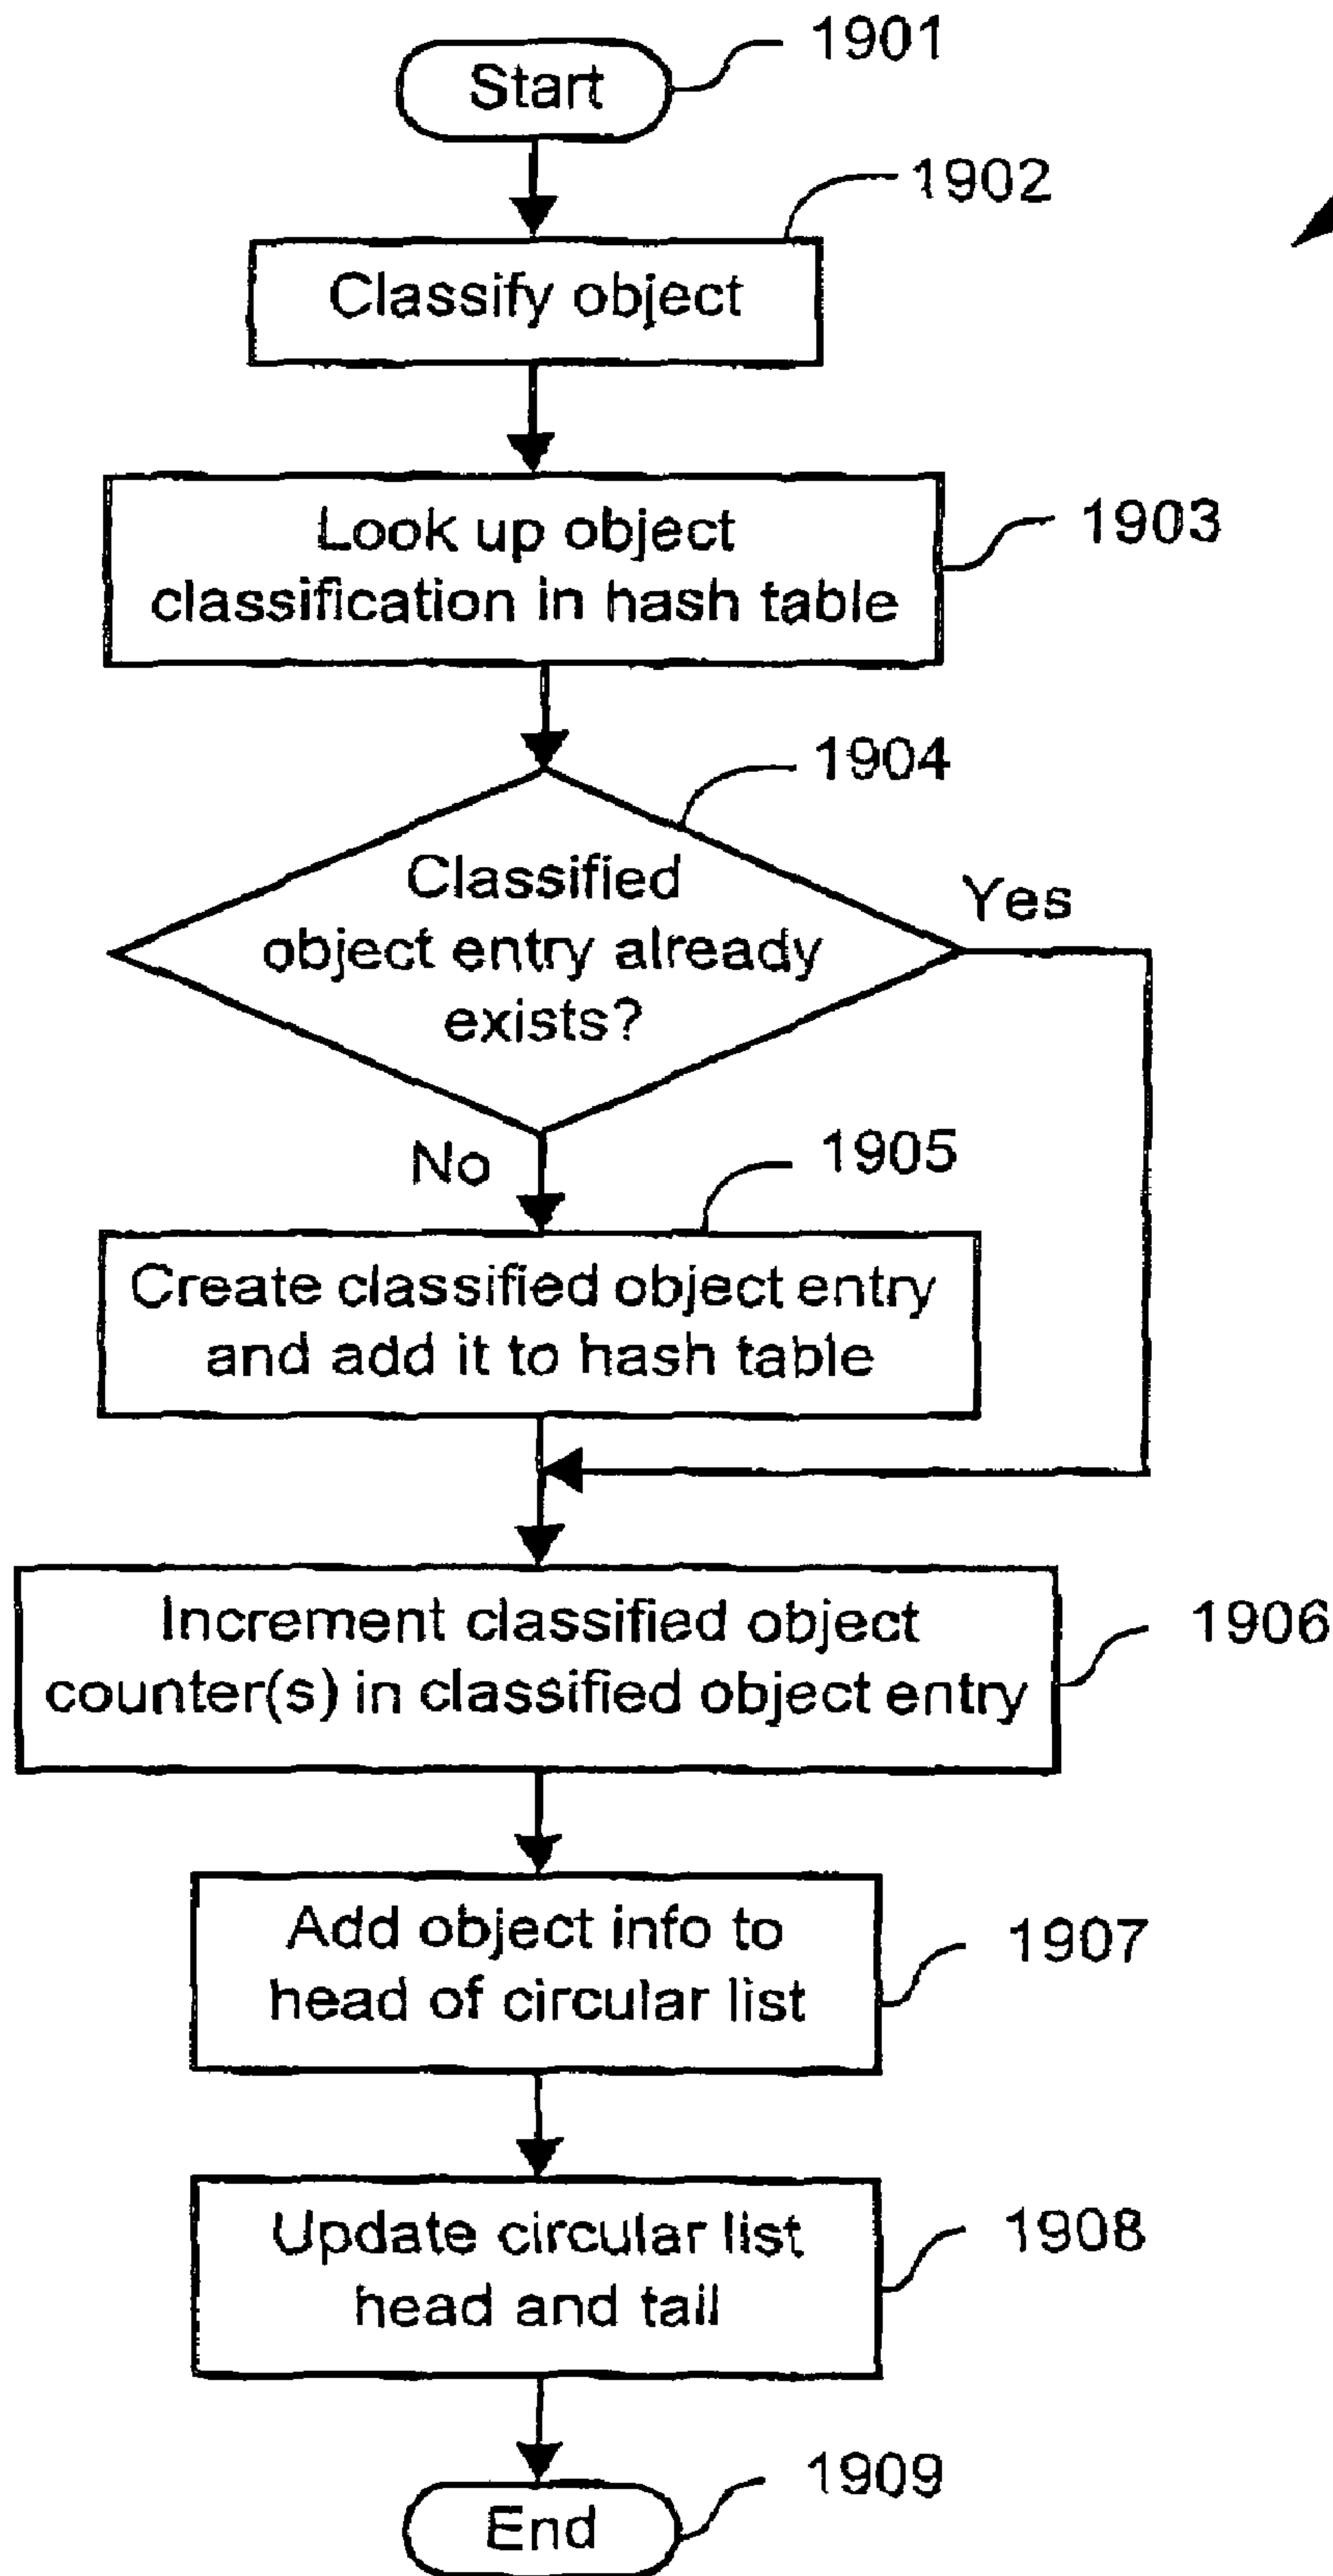 Start
1901
1902
Classify object
Look up object
classification in hash table
1903
1904
Classified
object entry already
exists?
Yes
No
1905
Create classified object entry
and add it to hash table
Increment classified object
counter(s) in classified object entry
1906
Add object info to
head of circular list
1907
Update circular list
head and tail
1908
End
1909